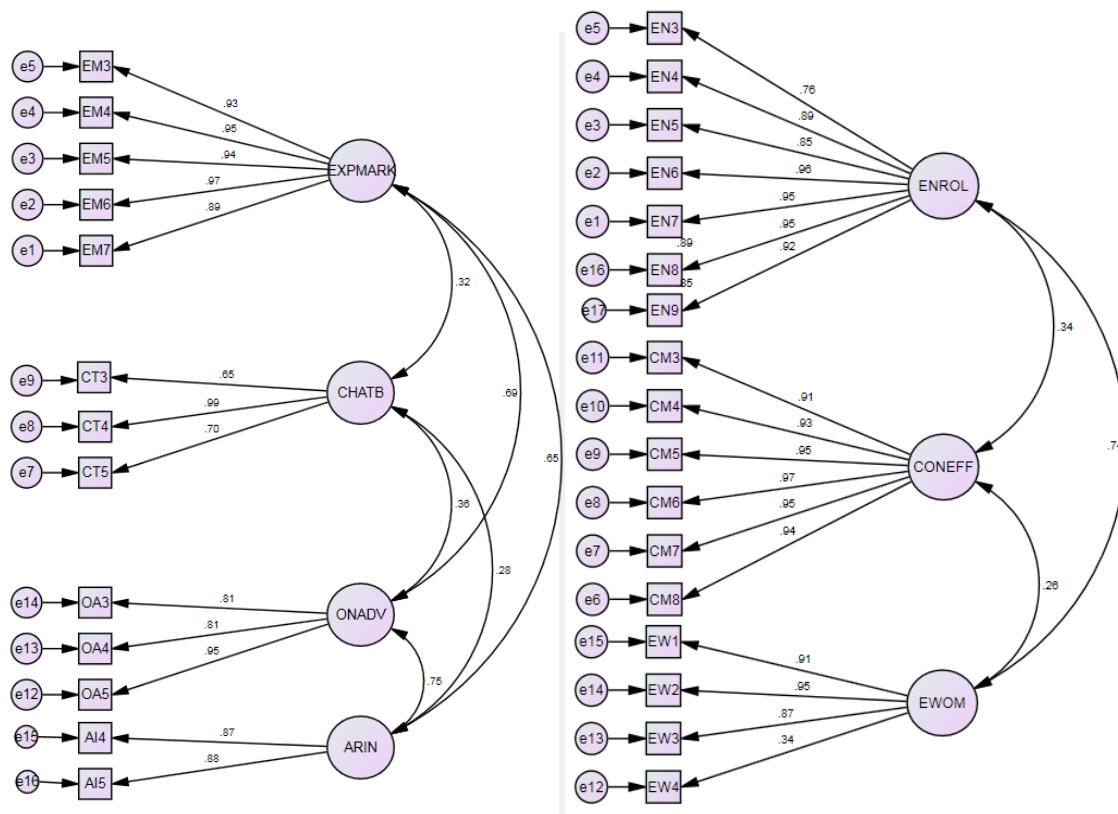 e5 EM3
.93
e4 EM4
.95
e3 EM5
.94
EXPMARK
e2 EM6
.97
e1 EM7
.89
.32
e9 CT3
.65
CHATB
e8 CT4
.99
e7 CT5
.70
.69
.65
.36
.28
e14 OA3
.81
ONADV
e13 OA4
.81
e12 OA5
.95
.75
e15 AI4
.87
ARIN
e16 AI5
.88
e5 EN3
.76
e4 EN4
.89
e3 EN5
.85
e2 EN6
.96
ENROL
e1 EN7
.95
.89
.95
e16 EN8
.92
.85
e17 EN9
.34
.74
e11 CM3
.91
e10 CM4
.93
e9 CM5
.95
CONEFF
e8 CM6
.97
e7 CM7
.95
e6 CM8
.94
.26
e15 EW1
.91
e14 EW2
.95
EWOM
e13 EW3
.87
e12 EW4
.34